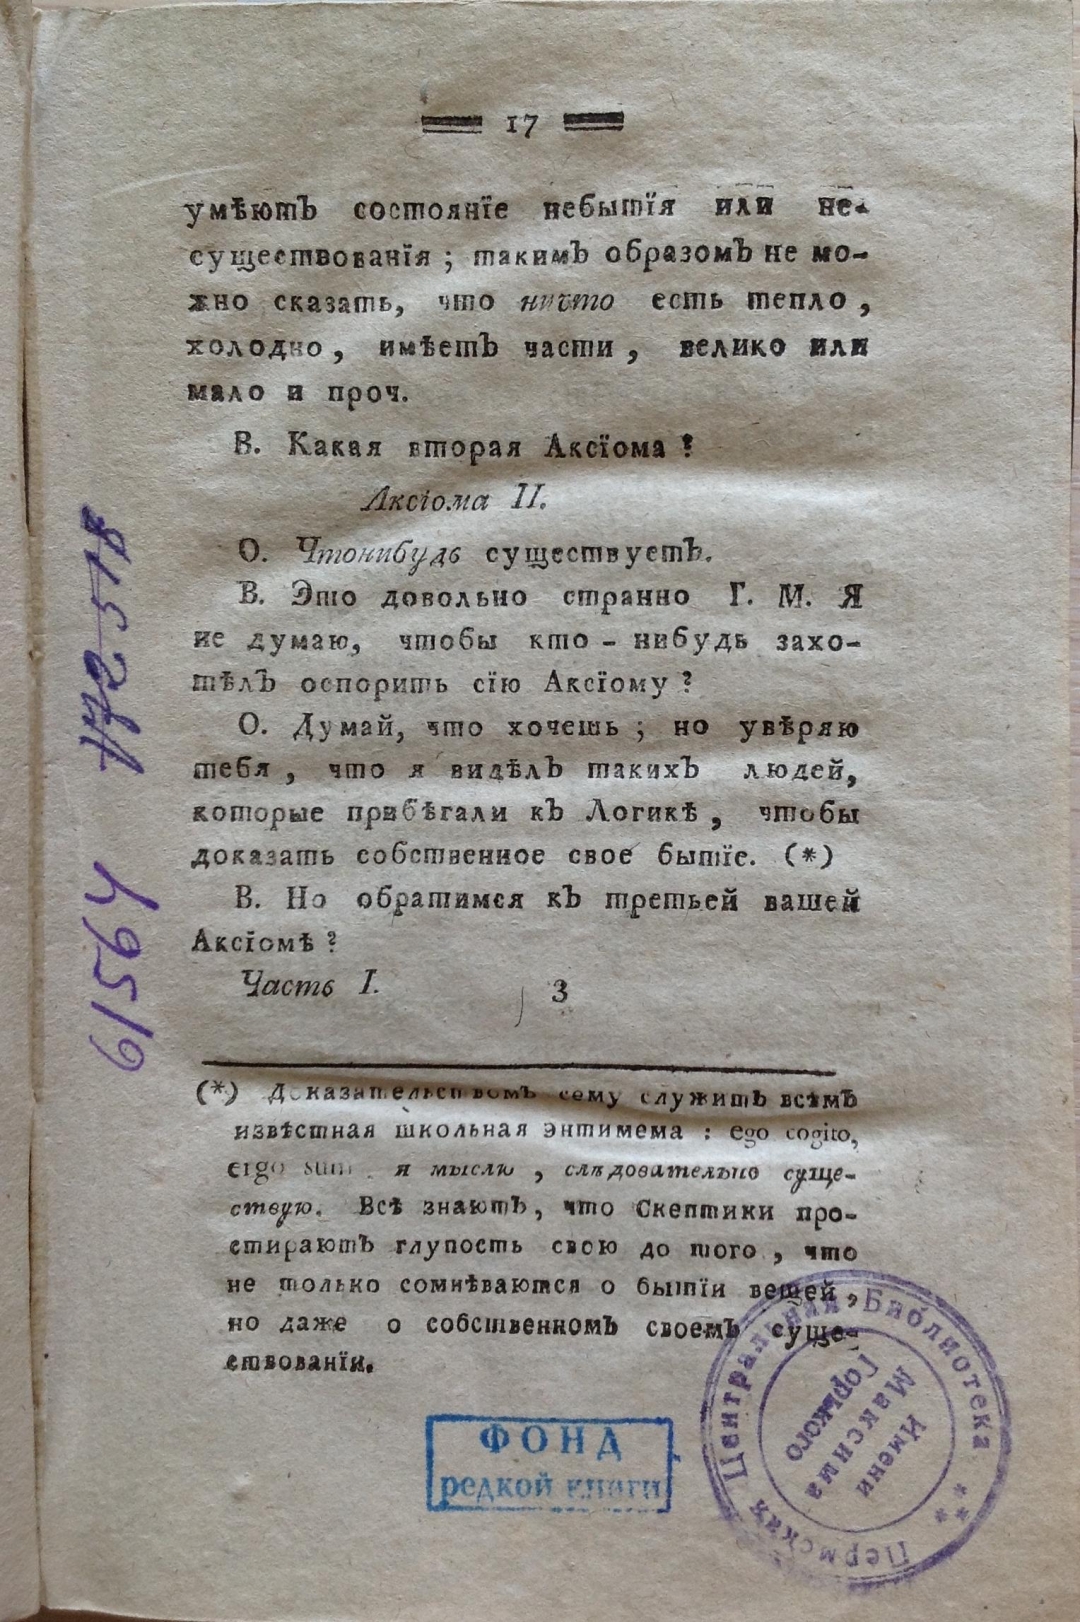 17
умѣютъ состоянїе небытїя или не-
существованїя; такимъ образомъ не мо-
жно сказать, что ничто есть тепло,
холодно, имѣетъ части, велико или
мало и проч.
В. Какая вторая Аксїома?
Аксіома II.
О. Чтонибудь существуетъ.
В. Это довольно странно Г. М. Я
не думаю, чтобы кто-нибудь захо-
тѣлъ оспорить сїю Аксїому?
О. Думай, что хочешь; но увѣряю
тебя, что я видѣлъ такихъ людей,
которые прибѣгали къ Логикѣ, чтобы
доказать собственное свое бытїе. (*)
В. Но обратимся къ третьей вашей
Аксїомѣ?
Часть I. 3
(*) Доказательствомъ сему служитъ всѣмъ
извѣстная школьная энтимема: ego cogito,
ergo sum я мыслю, слѣдовательно суще-
ствую. Всѣ знаютъ, что Скептики про-
стираютъ глупость свою до того, что
не только сомнѣваются о бытїи вещей,
но даже о собственномъ своемъ суще-
ствованїи.
ФОНД
редкой книги
Пермская Центральная Библиотека
Имени
Максима
Горького
61594